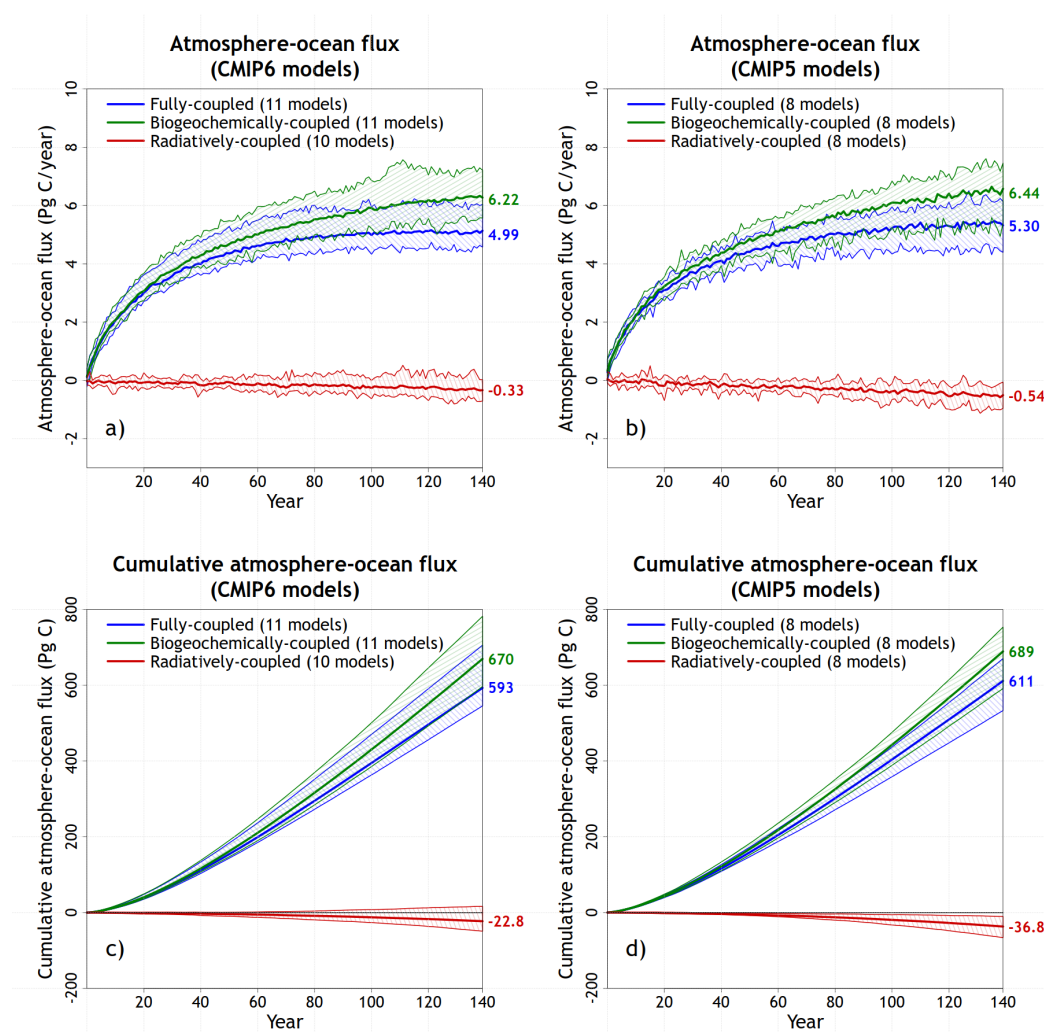 Atmosphere-ocean flux
(CMIP6 models)
Atmosphere-ocean flux (Pg C/year)
10
8
6
4
2
0
-2
Fully-coupled (11 models)
Biogeochemically-coupled (11 models)
Radiatively-coupled (10 models)
6.22
4.99
-0.33
a)
20 40 60 80 100 120 140
Year
Atmosphere-ocean flux
(CMIP5 models)
Atmosphere-ocean flux (Pg C/year)
10
8
6
4
2
0
-2
Fully-coupled (8 models)
Biogeochemically-coupled (8 models)
Radiatively-coupled (8 models)
6.44
5.30
-0.54
b)
20 40 60 80 100 120 140
Year
Cumulative atmosphere-ocean flux
(CMIP6 models)
Cumulative atmosphere-ocean flux (Pg C)
800
600
400
200
0
-200
Fully-coupled (11 models)
Biogeochemically-coupled (11 models)
Radiatively-coupled (10 models)
670
593
-22.8
c)
20 40 60 80 100 120 140
Year
Cumulative atmosphere-ocean flux
(CMIP5 models)
Cumulative atmosphere-ocean flux (Pg C)
800
600
400
200
0
-200
Fully-coupled (8 models)
Biogeochemically-coupled (8 models)
Radiatively-coupled (8 models)
689
611
-36.8
d)
20 40 60 80 100 120 140
Year